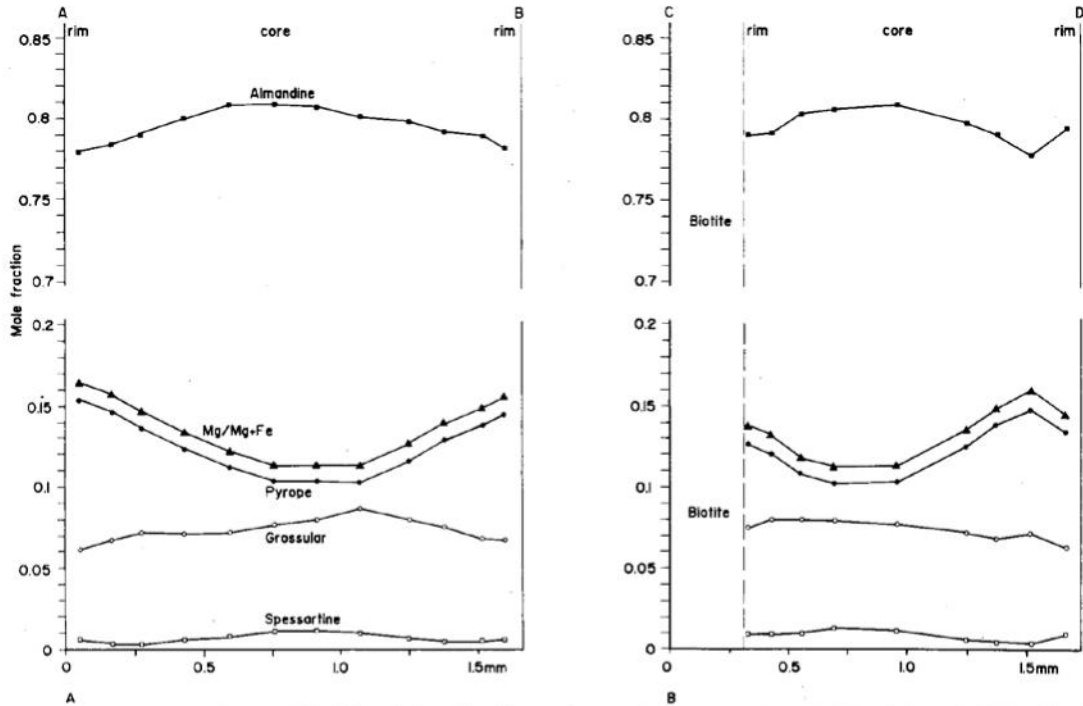 A B
rim core rim
0.85
Almandine
0.8
0.75
0.7
Mole fraction
0.2
0.15
Mg/Mg+Fe
0.1
Pyrope
Grossular
0.05
Spessartine
0
0 0.5 1.0 1.5mm
A
C D
rim core rim
0.85
0.8
0.75
Biotite
0.7
0.2
0.15
0.1
Biotite
0.05
0
0 0.5 1.0 1.5mm
B